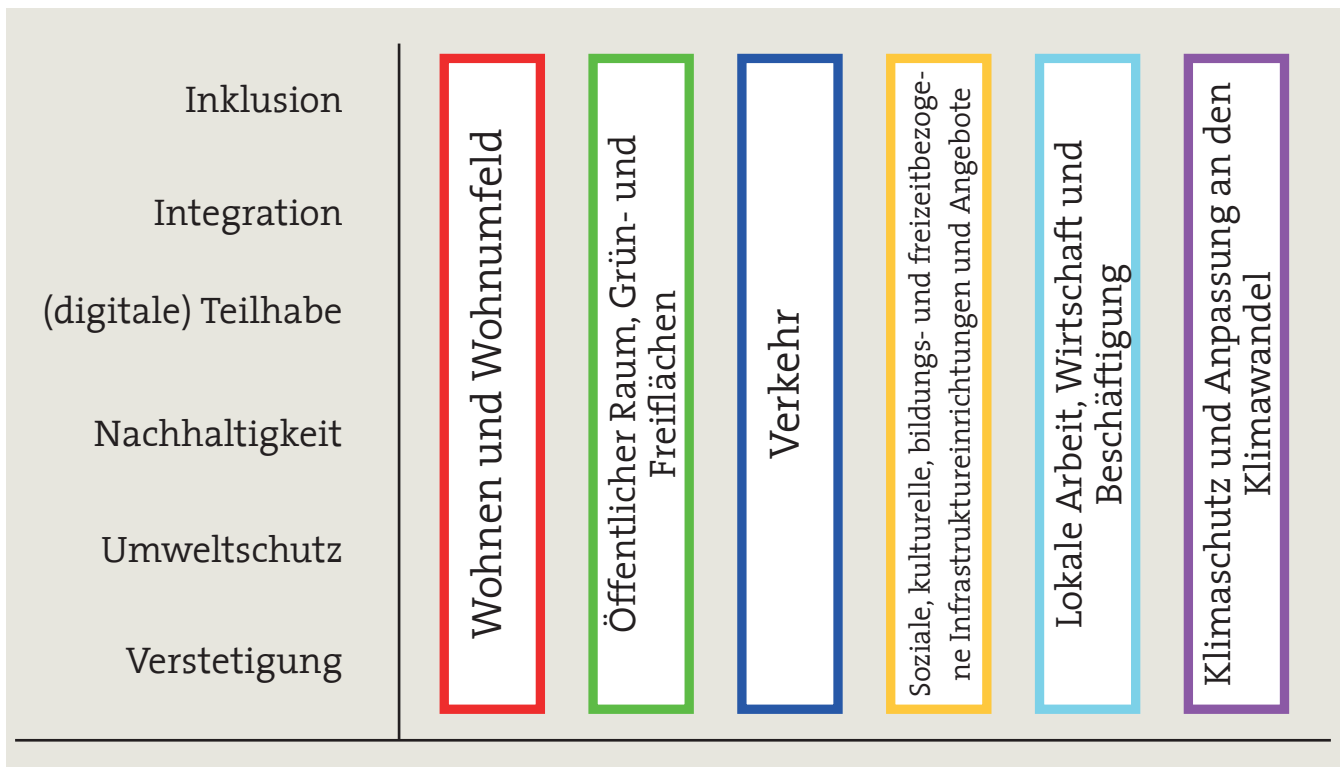 Inklusion
Integration
(digitale) Teilhabe
Nachhaltigkeit
Umweltschutz
Verstetigung
Wohnen und Wohnumfeld
Öffentlicher Raum, Grün- und
Freiflächen
Verkehr
Soziale, kulturelle, bildungs- und freizeitbezoge-
ne Infrastruktureinrichtungen und Angebote
Lokale Arbeit, Wirtschaft und
Beschäftigung
Klimaschutz und Anpassung an den
Klimawandel